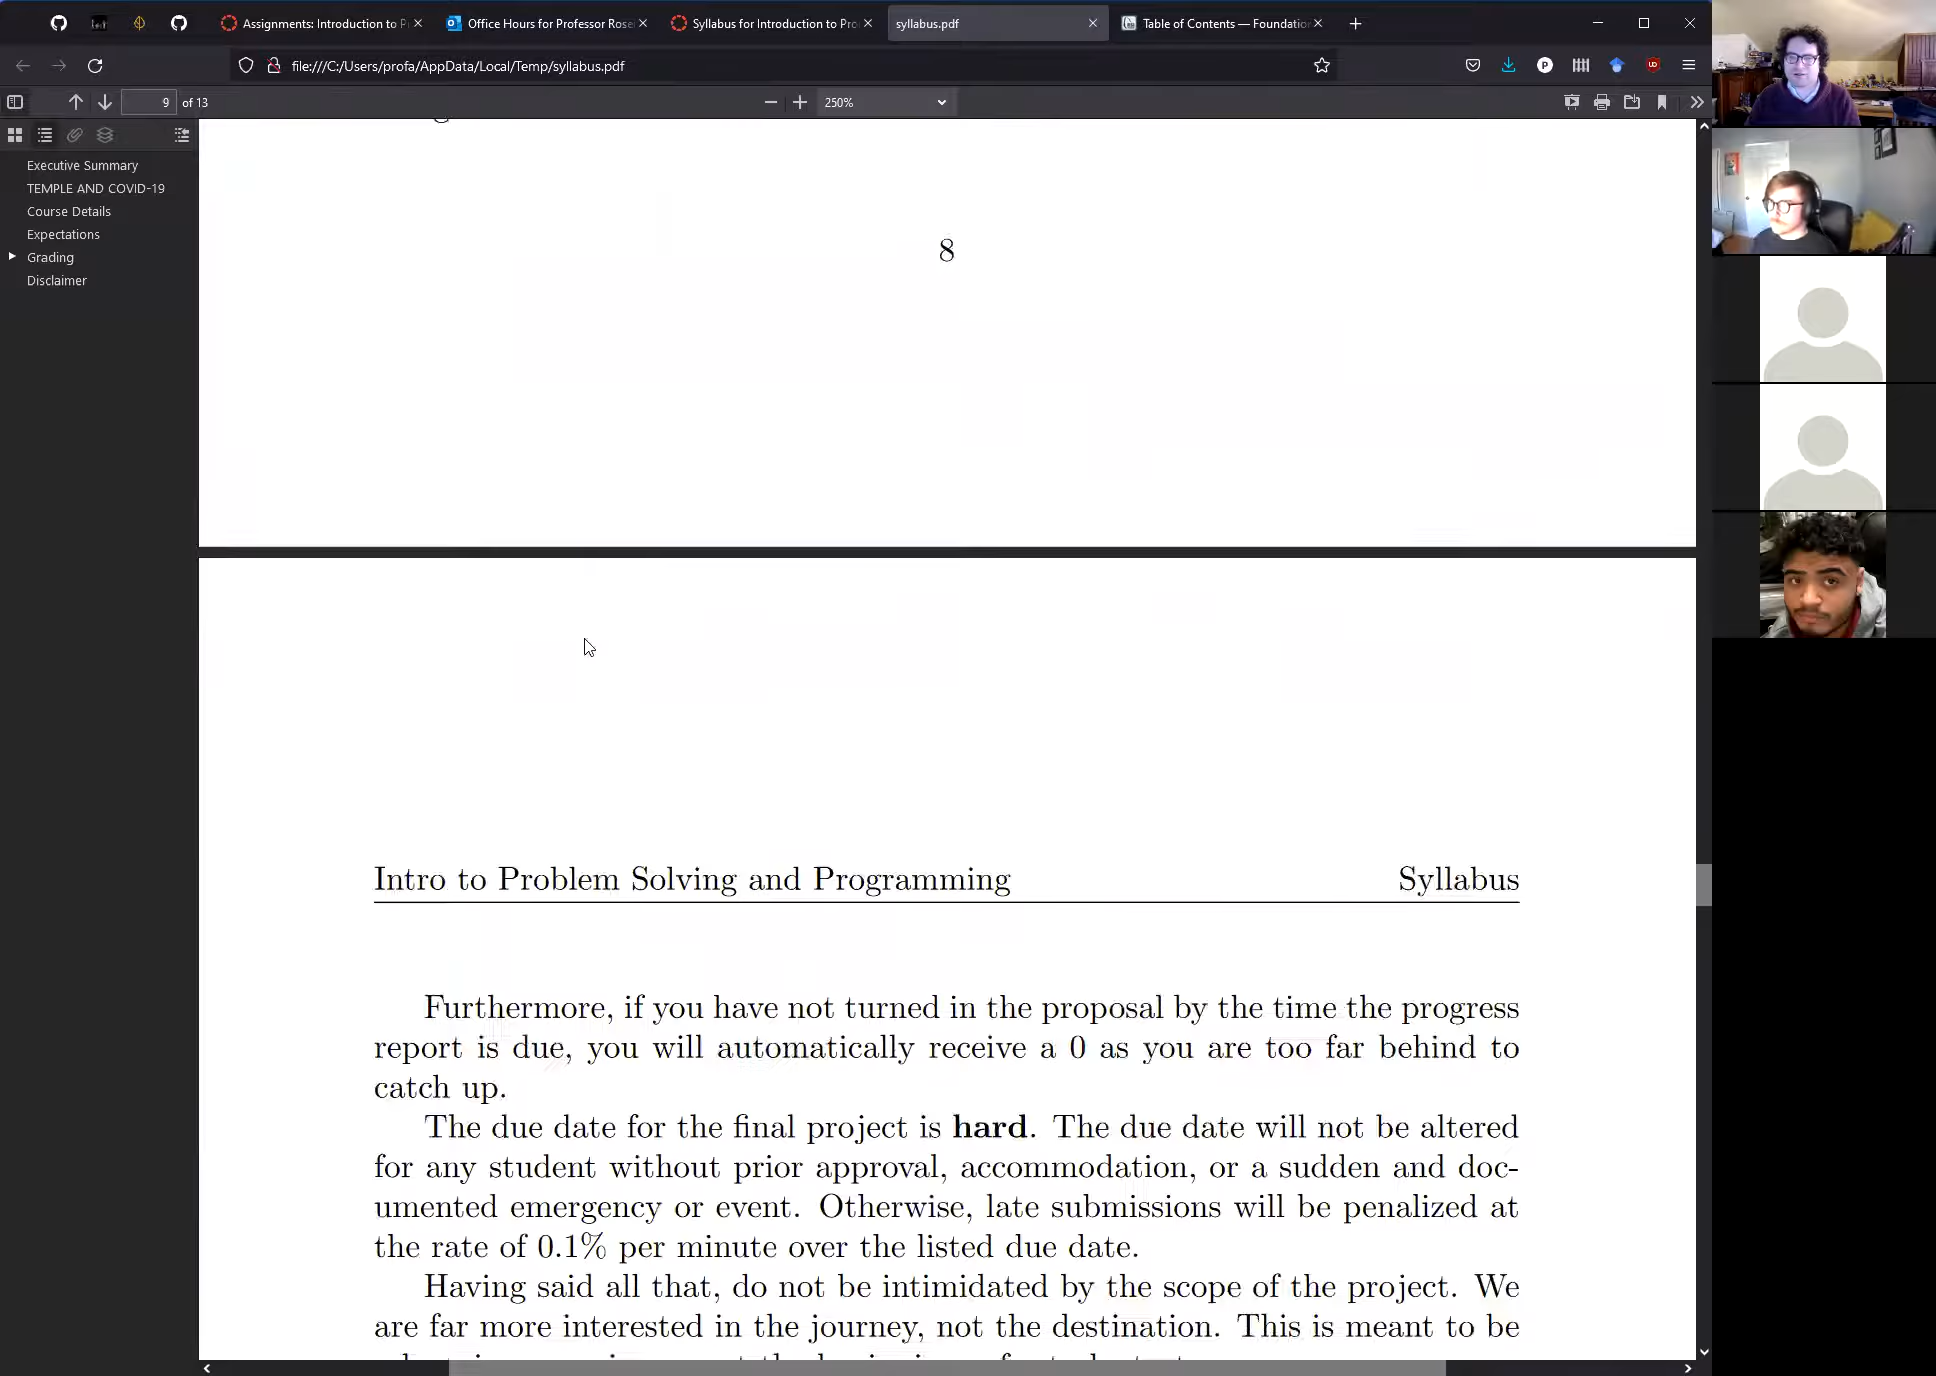 Assignments: Introduction to P
Office Hours for Professor Rose
Syllabus for Introduction to Pro
syllabus.pdf
Table of Contents — Foundation
file:///C:/Users/profa/AppData/Local/Temp/syllabus.pdf
9 of 13
250%
Executive Summary
TEMPLE AND COVID-19
Course Details
Expectations
Grading
Disclaimer
8
Intro to Problem Solving and Programming Syllabus
Furthermore, if you have not turned in the proposal by the time the progress
report is due, you will automatically receive a 0 as you are too far behind to
catch up.
The due date for the final project is hard. The due date will not be altered
for any student without prior approval, accommodation, or a sudden and doc-
umented emergency or event. Otherwise, late submissions will be penalized at
the rate of 0.1% per minute over the listed due date.
Having said all that, do not be intimidated by the scope of the project. We
are far more interested in the journey, not the destination. This is meant to be